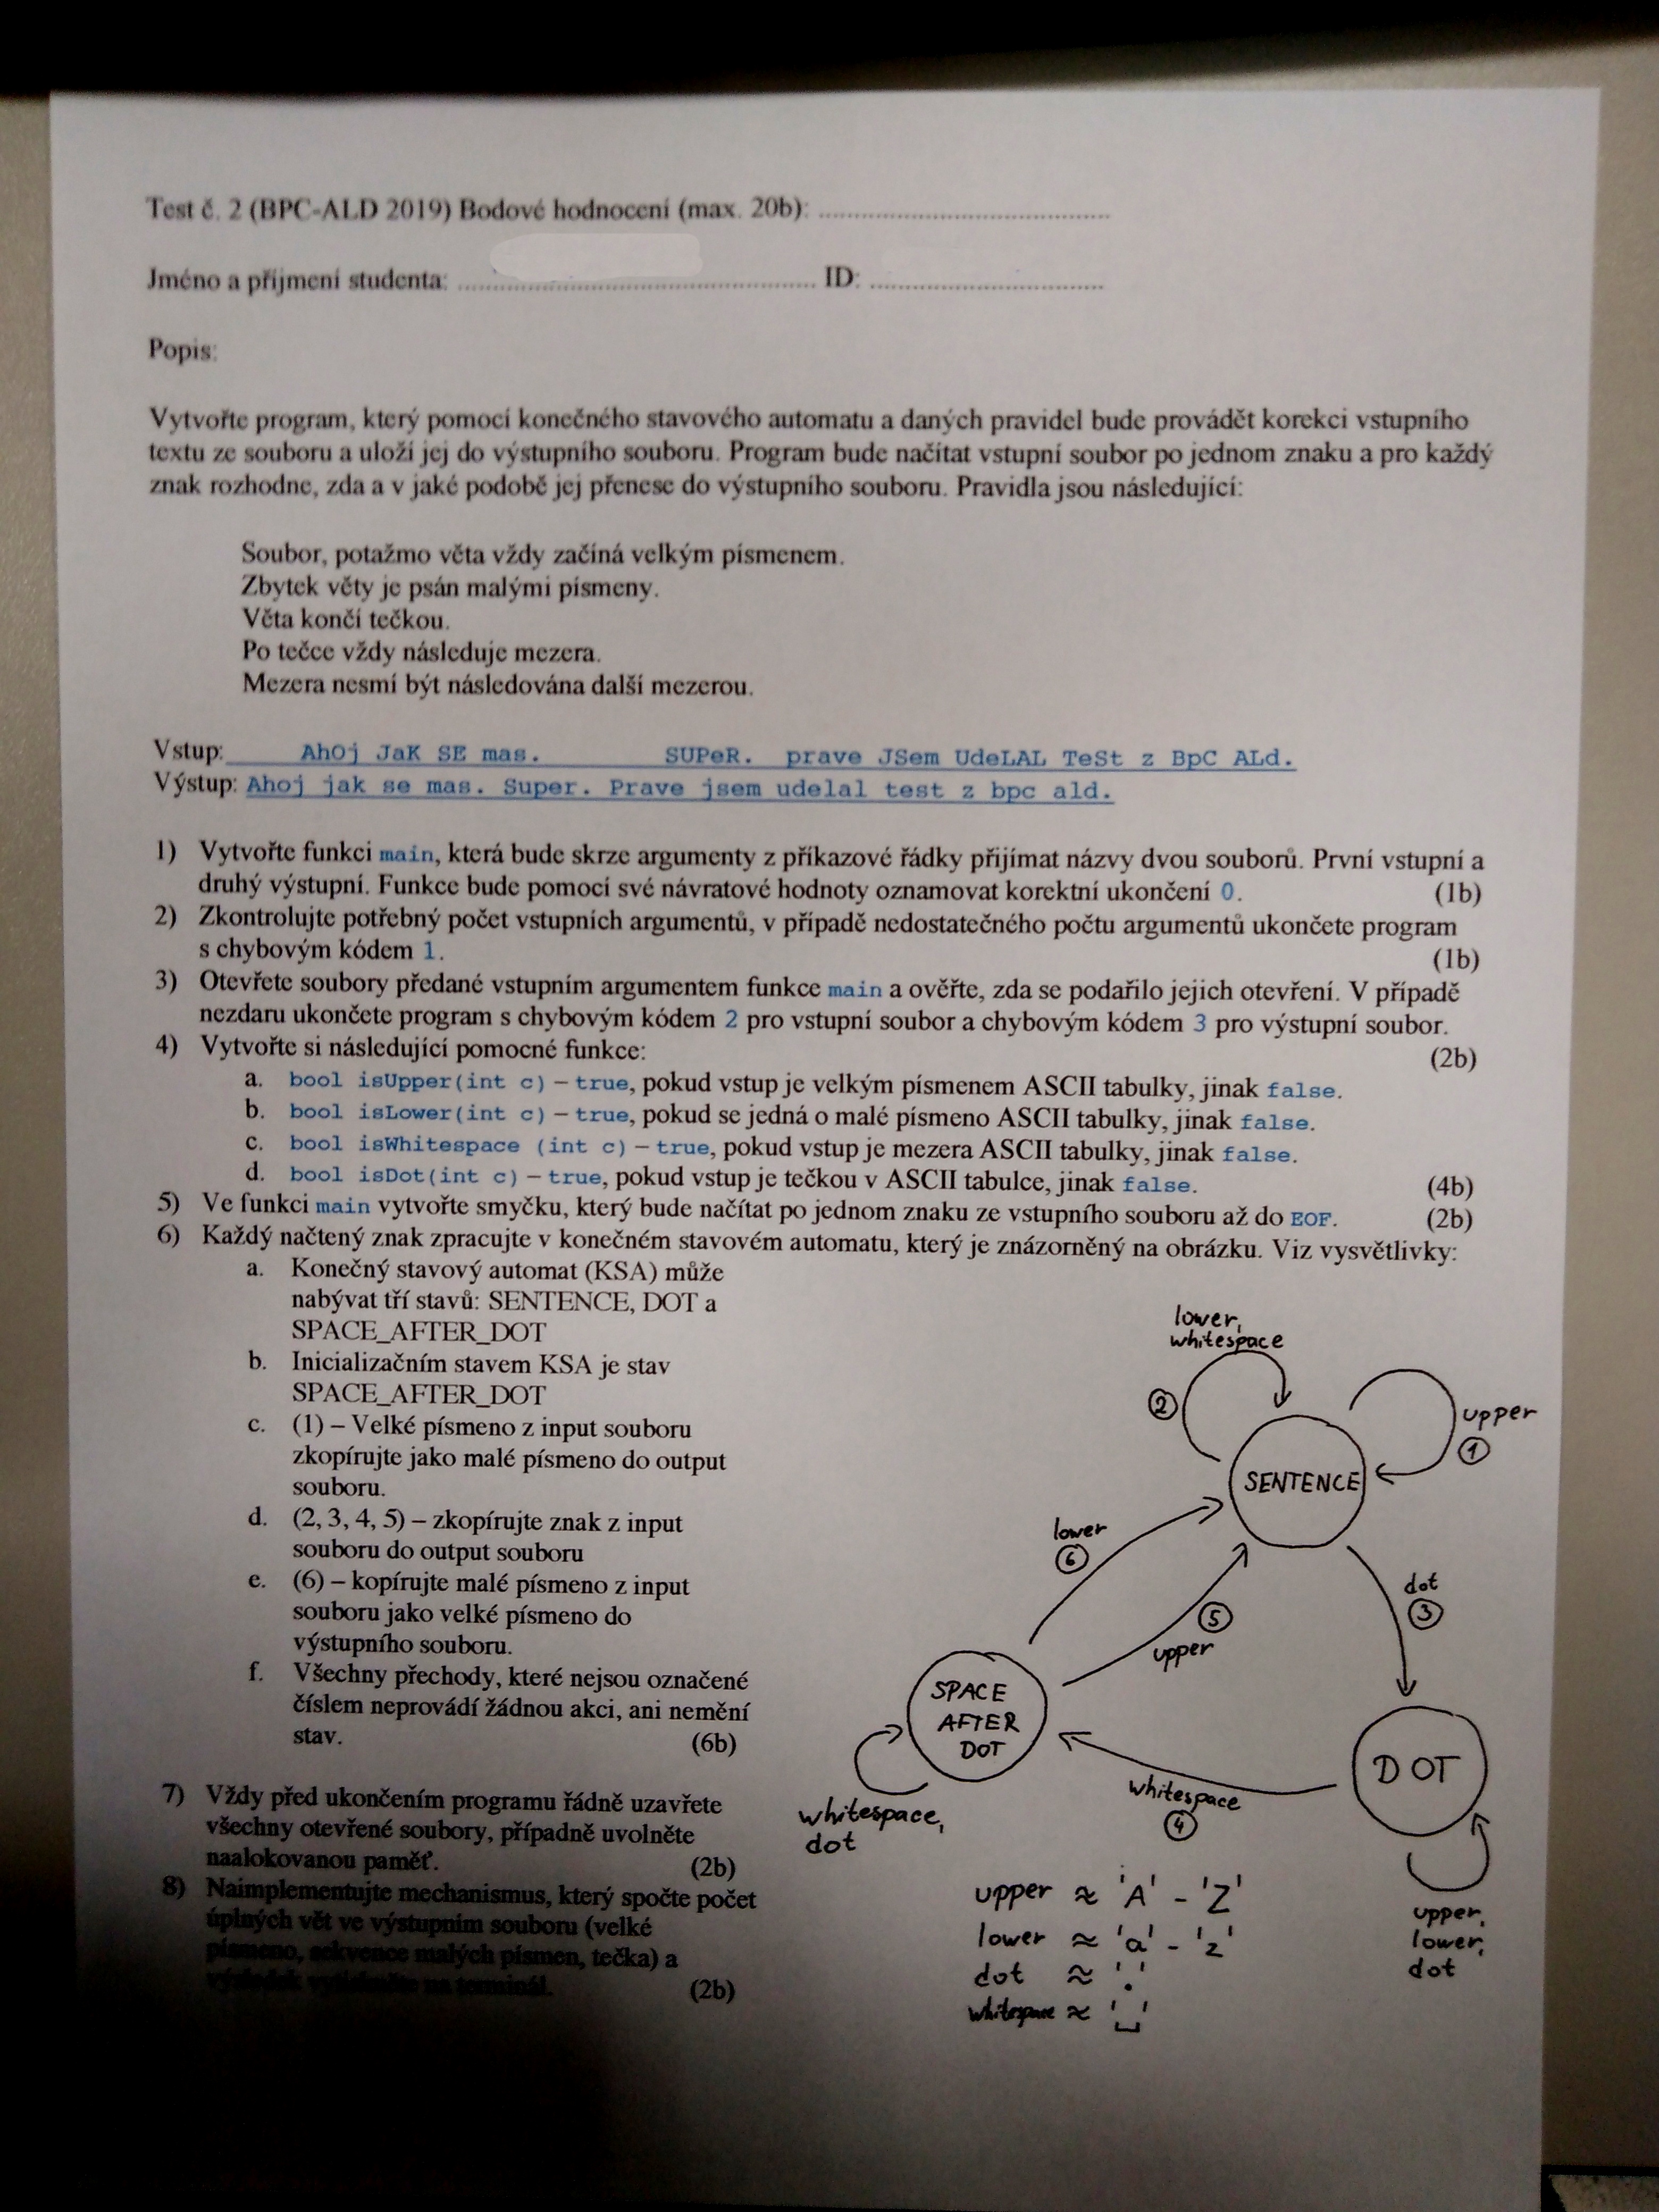 Test č. 2 (BPC-ALD 2019) Bodové hodnocení (max. 20b):
Jméno a příjmení studenta: ID:
Popis:
Vytvořte program, který pomocí konečného stavového automatu a daných pravidel bude provádět korekci vstupního
textu ze souboru a uloží jej do výstupního souboru. Program bude načítat vstupní soubor po jednom znaku a pro každý
znak rozhodne, zda a v jaké podobě jej přenese do výstupního souboru. Pravidla jsou následující:
Soubor, potažmo věta vždy začíná velkým písmenem.
Zbytek věty je psán malými písmeny.
Věta končí tečkou.
Po tečce vždy následuje mezera.
Mezera nesmí být následována další mezerou.
Vstup: AhOj JaK SE mas. SUPeR. prave JSem UdeLAL TeSt z BpC ALd.
Výstup: Ahoj jak se mas. Super. Prave jsem udelal test z bpc ald.
1) Vytvořte funkci main, která bude skrze argumenty z příkazové řádky přijímat názvy dvou souborů. První vstupní a
druhý výstupní. Funkce bude pomocí své návratové hodnoty oznamovat korektní ukončení 0. (1b)
2) Zkontrolujte potřebný počet vstupních argumentů, v případě nedostatečného počtu argumentů ukončete program
s chybovým kódem 1. (1b)
3) Otevřete soubory předané vstupním argumentem funkce main a ověřte, zda se podařilo jejich otevření. V případě
nezdaru ukončete program s chybovým kódem 2 pro vstupní soubor a chybovým kódem 3 pro výstupní soubor.
4) Vytvořte si následující pomocné funkce: (2b)
a. bool isUpper(int c) – true, pokud vstup je velkým písmenem ASCII tabulky, jinak false.
b. bool isLower(int c) – true, pokud se jedná o malé písmeno ASCII tabulky, jinak false.
c. bool isWhitespace (int c) – true, pokud vstup je mezera ASCII tabulky, jinak false.
d. bool isDot(int c) – true, pokud vstup je tečkou v ASCII tabulce, jinak false. (4b)
5) Ve funkci main vytvořte smyčku, který bude načítat po jednom znaku ze vstupního souboru až do EOF. (2b)
6) Každý načtený znak zpracujte v konečném stavovém automatu, který je znázorněný na obrázku. Viz vysvětlivky:
a. Konečný stavový automat (KSA) může
nabývat tří stavů: SENTENCE, DOT a
SPACE_AFTER_DOT
b. Inicializačním stavem KSA je stav
SPACE_AFTER_DOT
c. (1) – Velké písmeno z input souboru
zkopírujte jako malé písmeno do output
souboru.
d. (2, 3, 4, 5) – zkopírujte znak z input
souboru do output souboru
e. (6) – kopírujte malé písmeno z input
souboru jako velké písmeno do
výstupního souboru.
f. Všechny přechody, které nejsou označené
číslem neprovádí žádnou akci, ani nemění
stav. (6b)
7) Vždy před ukončením programu řádně uzavřete
všechny otevřené soubory, případně uvolněte
naalokovanou paměť. (2b)
8) Naimplementujte mechanismus, který spočte počet
úplných vět ve výstupním souboru (velké
písmeno, sekvence malých písmen, tečka) a
výsledek vytiskněte na terminál. (2b)
lower,
whitespace
2
upper
1
SENTENCE
lower
6
5
upper
dot
3
SPACE
AFTER
DOT
DOT
whitespace
4
whitespace,
dot
upper,
lower,
dot
upper ≈ 'A' - 'Z'
lower ≈ 'a' - 'z'
dot ≈ '.'
whitespace ≈ '␣'